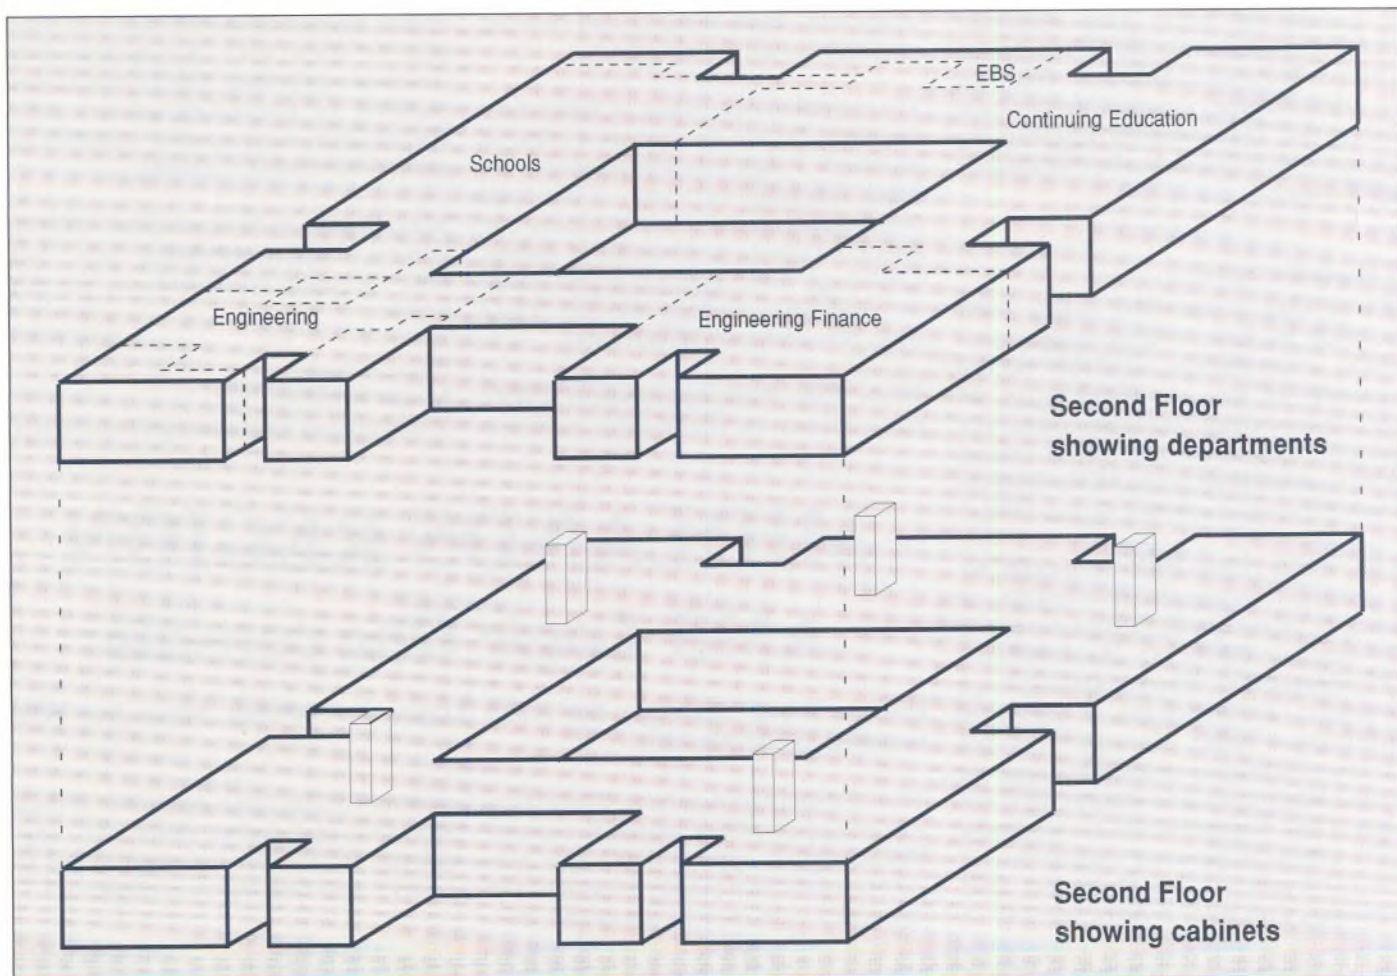 EBS
Continuing Education
Schools
Engineering
Engineering Finance
Second Floor
showing departments
Second Floor
showing cabinets